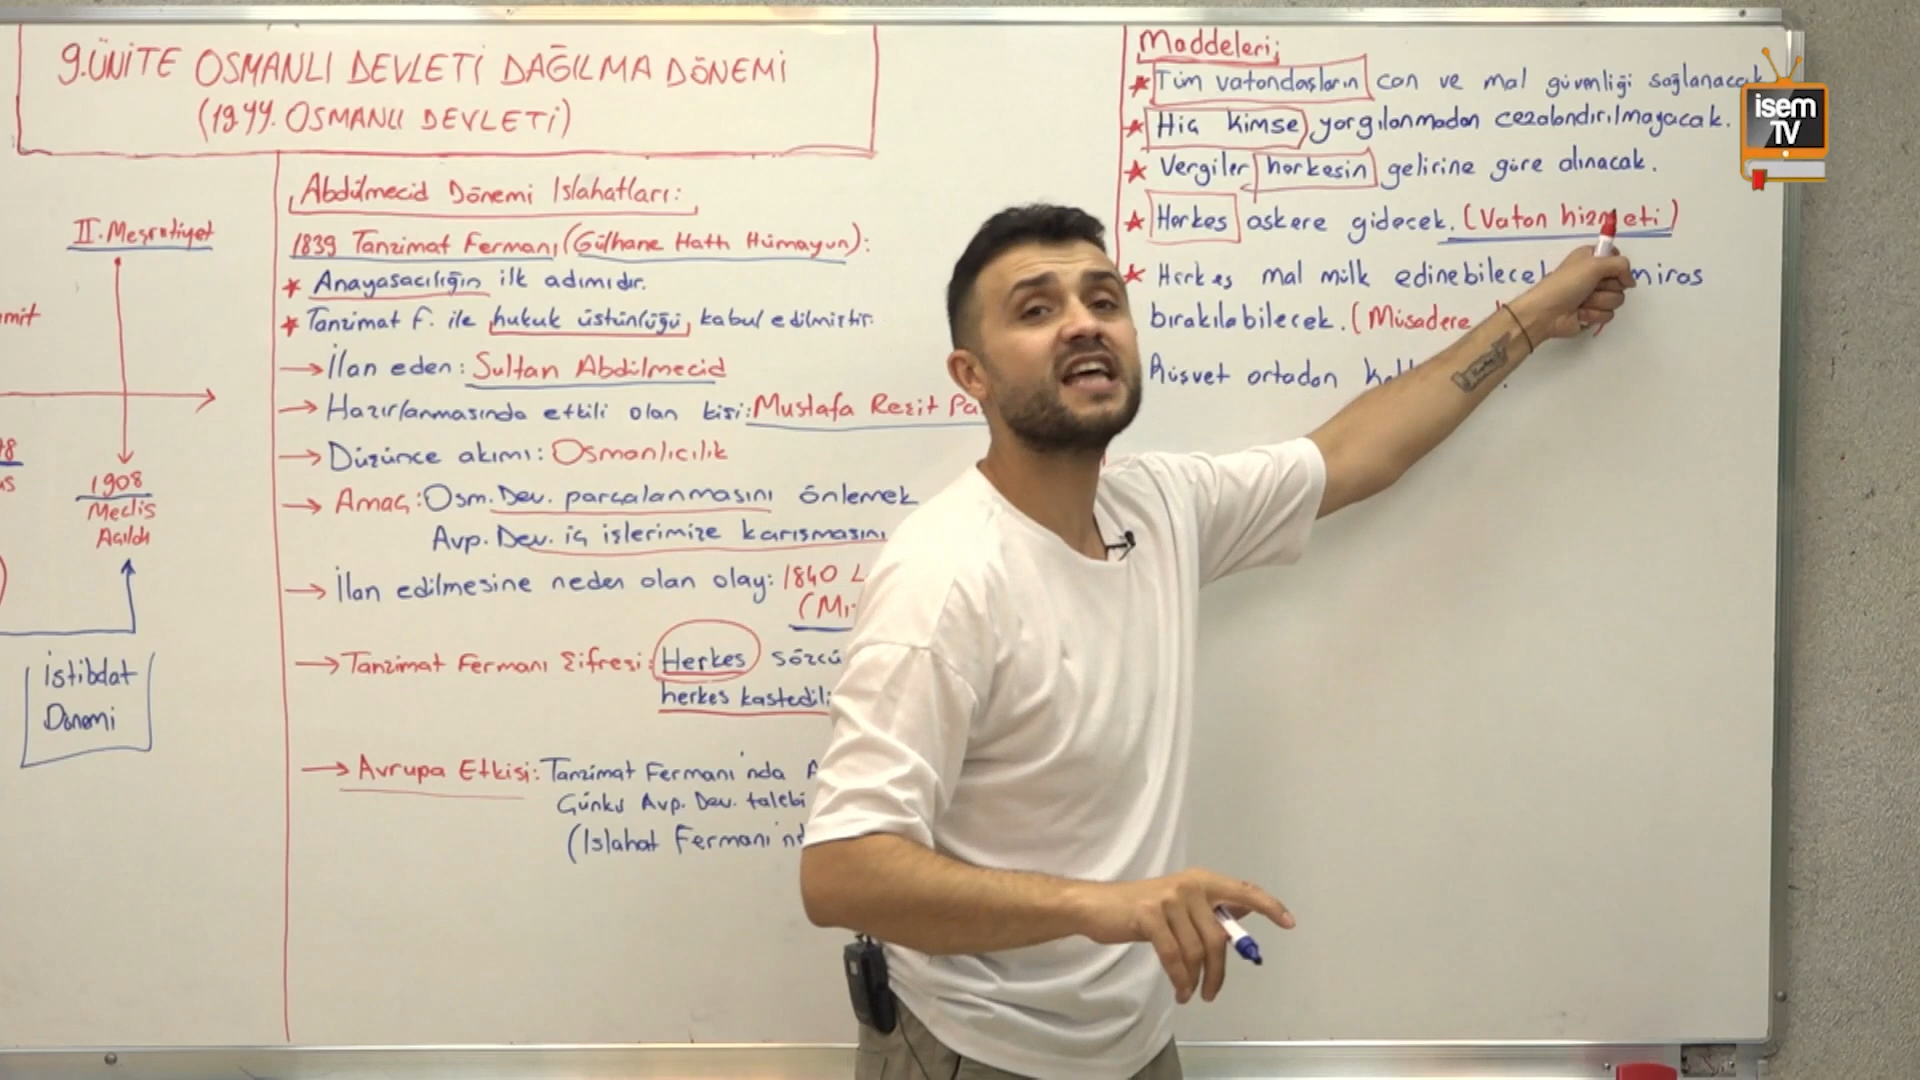 9.ÜNİTE OSMANLI DEVLETİ DAĞILMA DÖNEMİ
(19.YY. OSMANLI DEVLETİ)
II. Meşrutiyet
1908
Meclis
Açıldı
İstibdat
Dönemi
Abdülmecid Dönemi Islahatları:
1839 Tanzimat Fermanı (Gülhane Hattı Hümayun):
★ Anayasacılığın ilk adımıdır.
★ Tanzimat F. ile hukuk üstünlüğü, kabul edilmiştir.
→ İlan eden: Sultan Abdülmecid
→ Hazırlanmasında etkili olan kişi: Mustafa Reşit Pa
→ Düşünce akımı: Osmanlıcılık
→ Amaç: Osm. Dev. parçalanmasını önlemek
Avp. Dev. iç işlerimize karışmasını
→ İlan edilmesine neden olan olay: 1840 L
→ Tanzimat Fermanı Şifresi: Herkes sözcü
herkes kastedili
→ Avrupa Etkisi: Tanzimat Fermanı'nda A
Günkü Avp. Dev. talebi
(Islahat Fermanı'nd
Maddeleri;
★ Tüm vatandaşların can ve mal güvenliği sağlanacak
★ Hiç kimse yargılanmadan cezalandırılmayacak.
★ Vergiler herkesin gelirine göre alınacak.
★ Herkes askere gidecek. (Vatan hizmeti)
★ Herkes mal mülk edinebilecek miras
bırakılabilecek. (Müsadere
Rüşvet ortadan
isem
TV